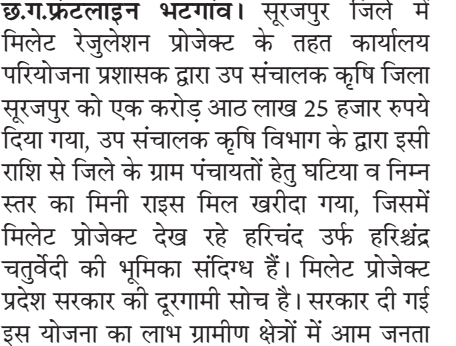 छ.ग.फ्रंटलाइन भटगांव। सूरजपुर जिले में
मिलेट रेजुलेशन प्रोजेक्ट के तहत कार्यालय
परियोजना प्रशासक द्वारा उप संचालक कृषि जिला
सूरजपुर को एक करोड़ आठ लाख 25 हजार रुपये
दिया गया, उप संचालक कृषि विभाग के द्वारा इसी
राशि से जिले के ग्राम पंचायतों हेतु घटिया व निम्न
स्तर का मिनी राइस मिल खरीदा गया, जिसमें
मिलेट प्रोजेक्ट देख रहे हरिचंद उर्फ हरिश्चंद्र
चतुर्वेदी की भूमिका संदिग्ध हैं। मिलेट प्रोजेक्ट
प्रदेश सरकार की दूरगामी सोच है। सरकार दी गई
इस योजना का लाभ ग्रामीण क्षेत्रों में आम जनता